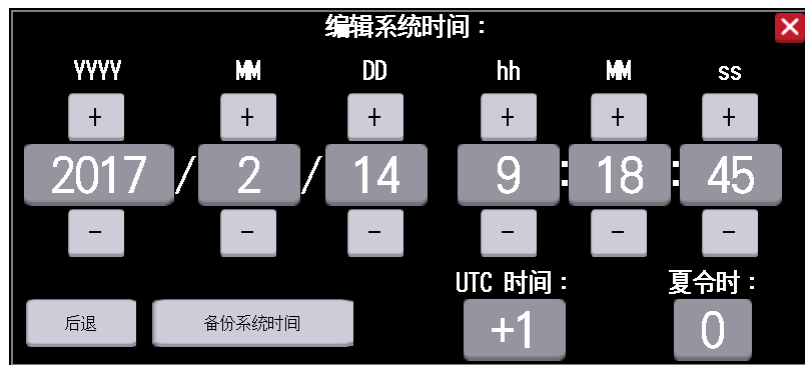 编辑系统时间：
YYYY MM DD hh MM ss
+ + + + + +
2017 / 2 / 14 9 : 18 : 45
- - - - - -
UTC 时间： 夏令时：
后退 备份系统时间 +1 0